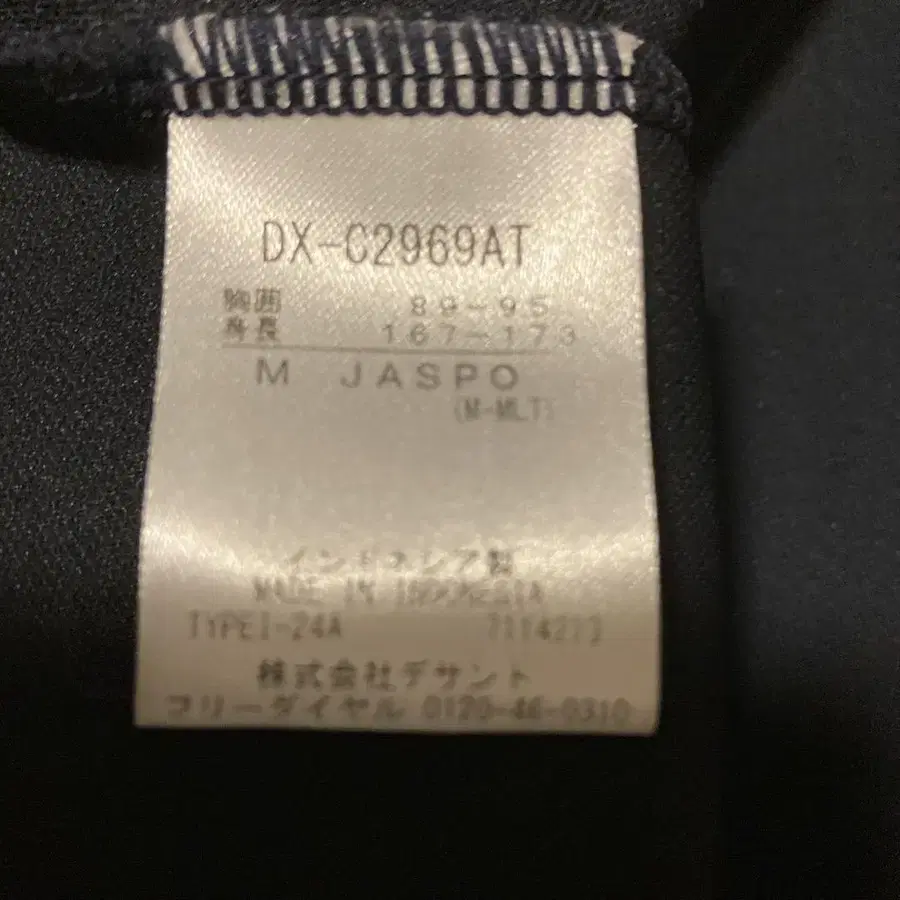 DX-C2969AT
胸囲 89-95
身長 167-173
M JASPO
(M-MLT)
インドネシア製
MADE IN INDONESIA
TYPE1-24A
株式会社デサント
フリーダイヤル 0120-46-0310